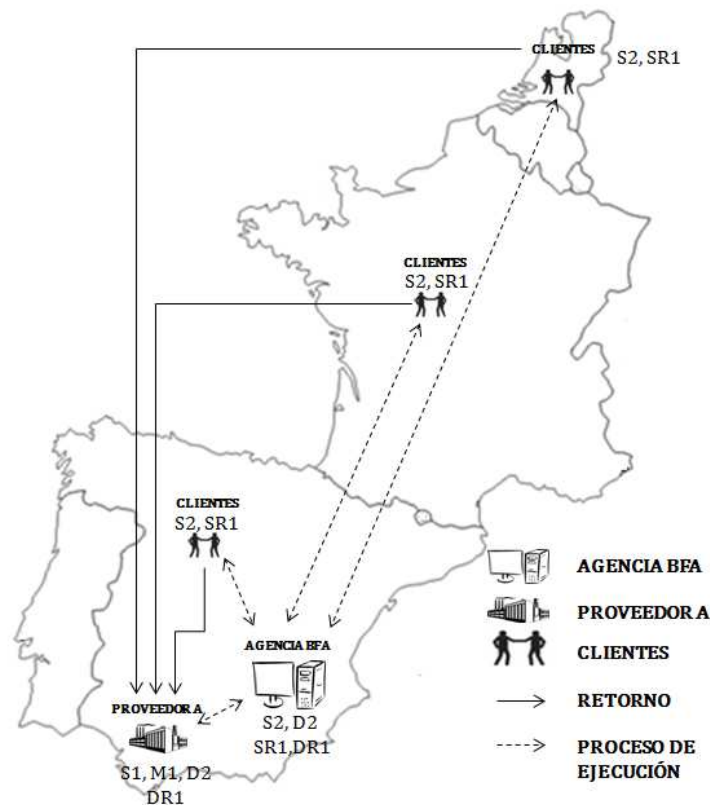 CLIENTES
S2, SR1
CLIENTES
S2, SR1
CLIENTES
S2, SR1
AGENCIA BFA
S2, D2
SR1,DR1
PROVEEDOR A
S1, M1, D2
DR1
AGENCIA BFA
PROVEEDOR A
CLIENTES
RETORNO
PROCESO DE
EJECUCIÓN